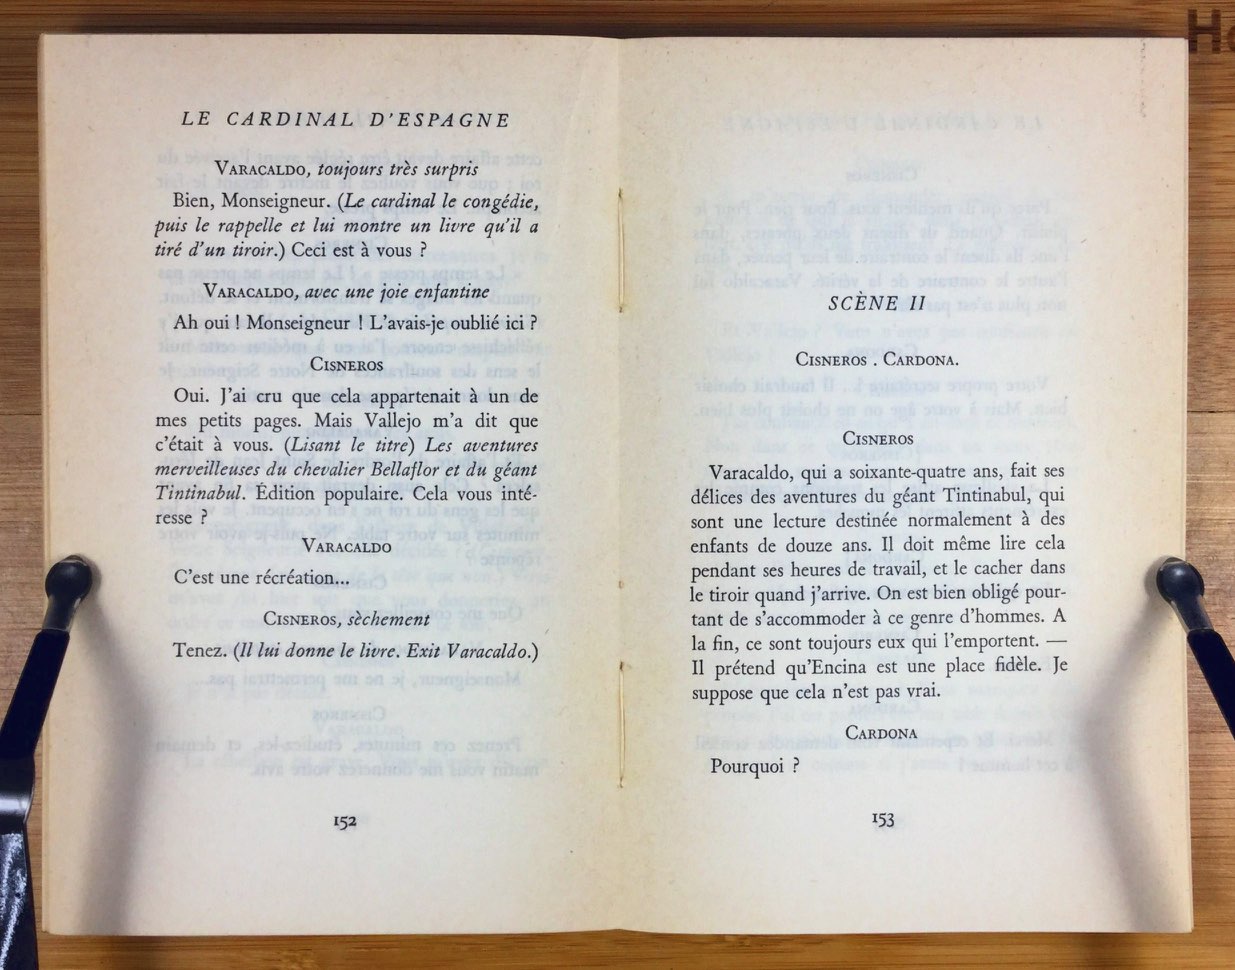 LE CARDINAL D'ESPAGNE
VARACALDO, toujours très surpris
Bien, Monseigneur. (Le cardinal le congédie,
puis le rappelle et lui montre un livre qu'il a
tiré d'un tiroir.) Ceci est à vous ?
VARACALDO, avec une joie enfantine
Ah oui ! Monseigneur ! L'avais-je oublié ici ?
CISNEROS
Oui. J'ai cru que cela appartenait à un de
mes petits pages. Mais Vallejo m'a dit que
c'était à vous. (Lisant le titre) Les aventures
merveilleuses du chevalier Bellaflor et du géant
Tintinabul. Édition populaire. Cela vous inté-
resse ?
VARACALDO
C'est une récréation...
CISNEROS, sèchement
Tenez. (Il lui donne le livre. Exit Varacaldo.)
152
SCÈNE II
CISNEROS . CARDONA.
CISNEROS
Varacaldo, qui a soixante-quatre ans, fait ses
délices des aventures du géant Tintinabul, qui
sont une lecture destinée normalement à des
enfants de douze ans. Il doit même lire cela
pendant ses heures de travail, et le cacher dans
le tiroir quand j'arrive. On est bien obligé pour-
tant de s'accommoder à ce genre d'hommes. A
la fin, ce sont toujours eux qui l'emportent. —
Il prétend qu'Encina est une place fidèle. Je
suppose que cela n'est pas vrai.
CARDONA
Pourquoi ?
153